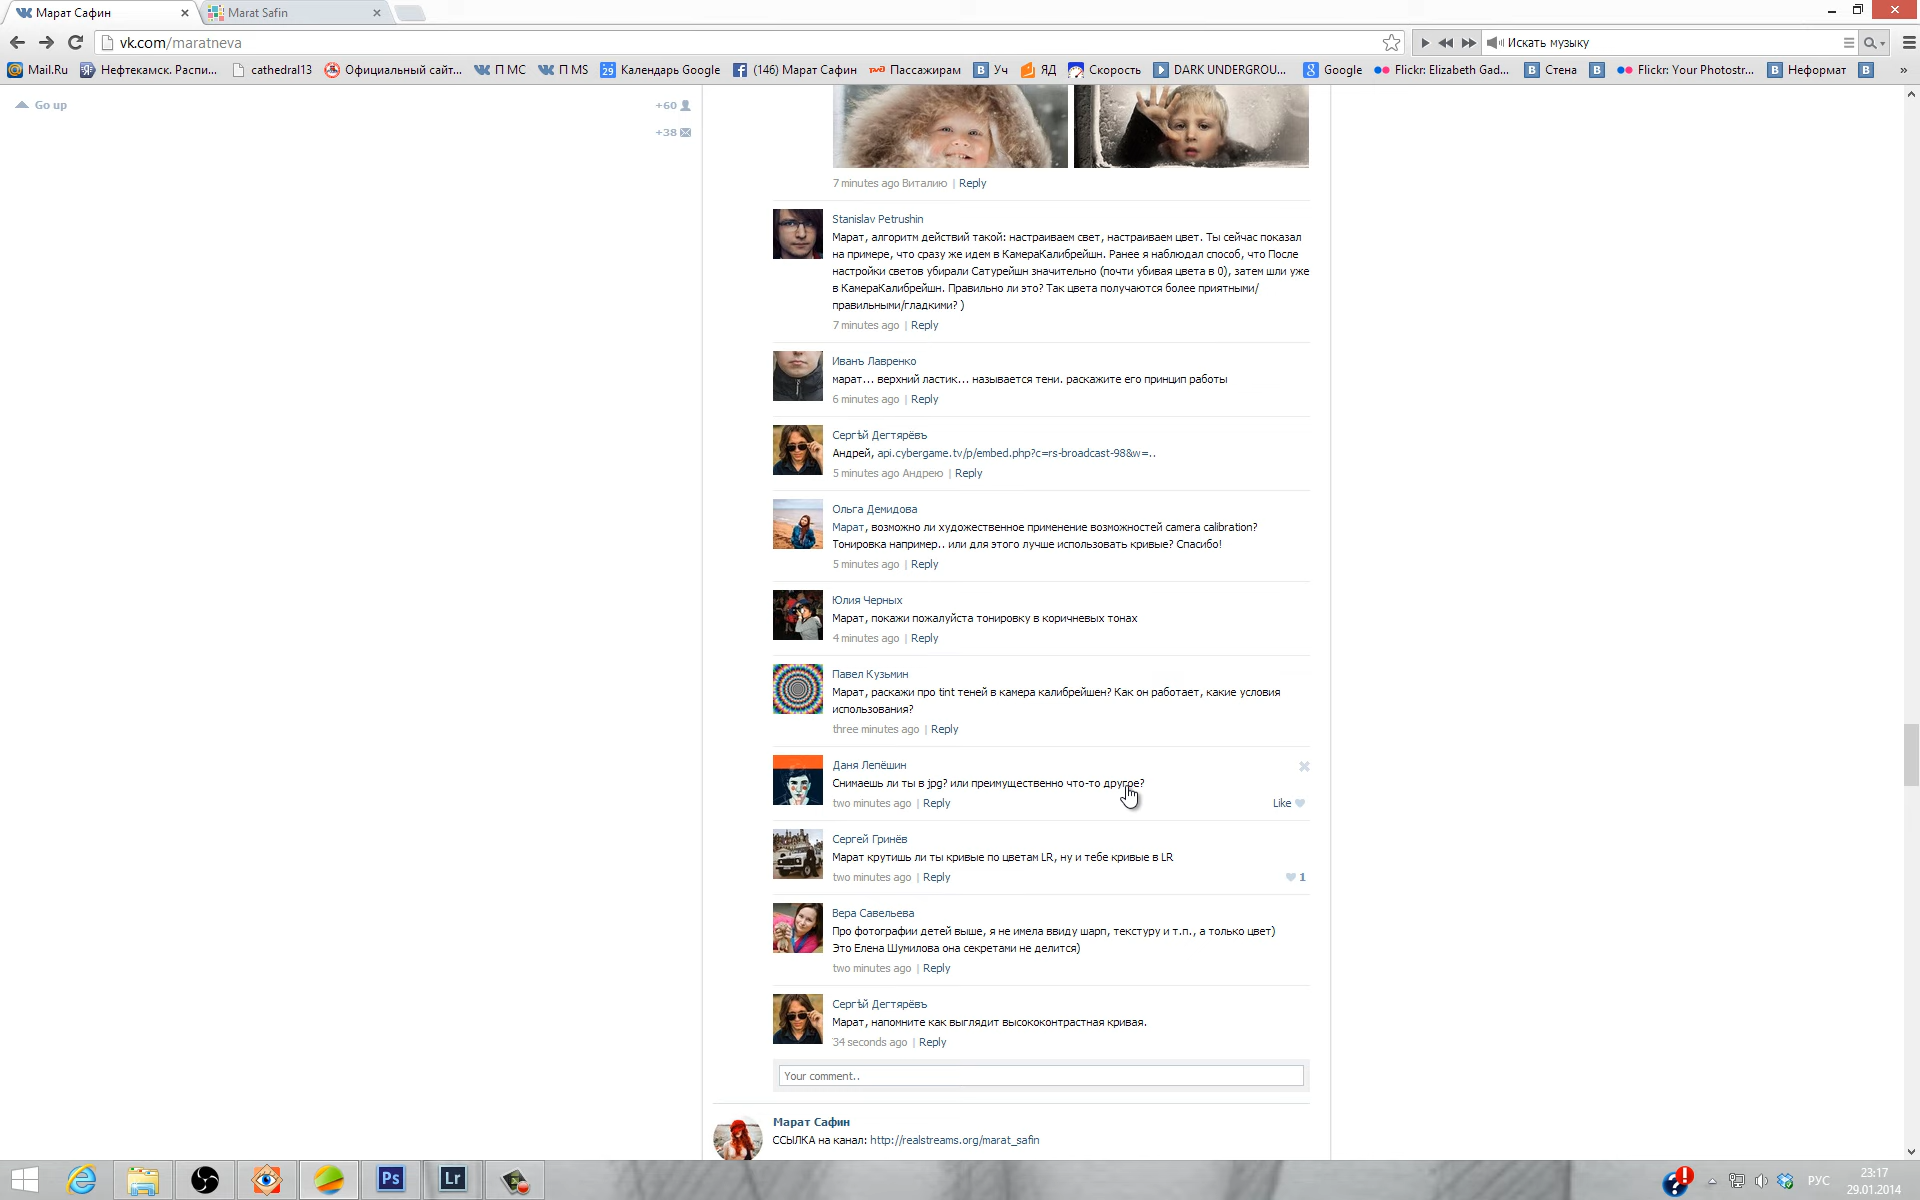 Марат Сафин
Marat Safin
vk.com/maratneva
Искать музыку
Mail.Ru
Нефтекамск. Распи...
cathedral13
Официальный сайт...
П МС
П MS
29 Календарь Google
(146) Марат Сафин
Пассажирам
В Уч
ЯД
Скорость
DARK UNDERGROU...
8 Google
Flickr: Elizabeth Gad...
В Стена
В
Flickr: Your Photostr...
В Неформат
В
»
Go up
+60
+38
7 minutes ago Виталию | Reply
Stanislav Petrushin
Марат, алгоритм действий такой: настраиваем свет, настраиваем цвет. Ты сейчас показал
на примере, что сразу же идем в КамераКалибрейшн. Ранее я наблюдал способ, что После
настройки светов убирали Сатурейшн значительно (почти убивая цвета в 0), затем шли уже
в КамераКалибрейшн. Правильно ли это? Так цвета получаются более приятными/
правильными/гладкими? )
7 minutes ago | Reply
Иванъ Лавренко
марат... верхний ластик... называется тени. раскажите его принцип работы
6 minutes ago | Reply
Сергѣй Дегтярёвъ
Андрей, api.cybergame.tv/p/embed.php?c=rs-broadcast-98&w=..
5 minutes ago Андрею | Reply
Ольга Демидова
Марат, возможно ли художественное применение возможностей camera calibration?
Тонировка например.. или для этого лучше использовать кривые? Спасибо!
5 minutes ago | Reply
Юлия Черных
Марат, покажи пожалуйста тонировку в коричневых тонах
4 minutes ago | Reply
Павел Кузьмин
Марат, раскажи про tint теней в камера калибрейшен? Как он работает, какие условия
использования?
three minutes ago | Reply
Даня Лепёшин
Снимаешь ли ты в jpg? или преимущественно что-то другое?
two minutes ago | Reply
Like
Сергей Гринёв
Марат крутишь ли ты кривые по цветам LR, ну и тебе кривые в LR
two minutes ago | Reply
1
Вера Савельева
Про фотографии детей выше, я не имела ввиду шарп, текстуру и т.п., а только цвет)
Это Елена Шумилова она секретами не делится)
two minutes ago | Reply
Сергѣй Дегтярёвъ
Марат, напомните как выглядит высококонтрастная кривая.
34 seconds ago | Reply
Your comment..
Марат Сафин
ССЫЛКА на канал: http://realstreams.org/marat_safin
Ps
Lr
РУС
23:17
29.01.2014